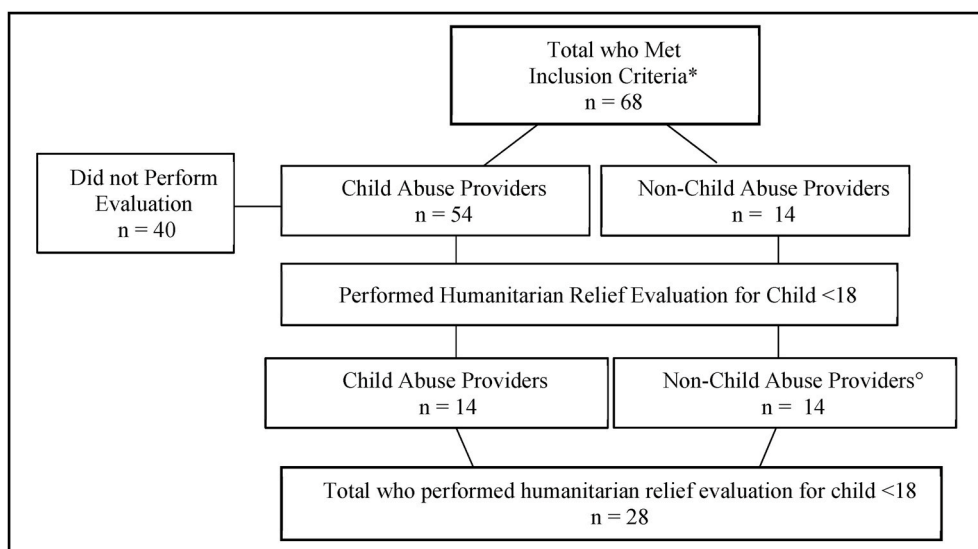 Total who Met
Inclusion Criteria*
n = 68
Did not Perform
Evaluation
n = 40
Child Abuse Providers
n = 54
Non-Child Abuse Providers
n = 14
Performed Humanitarian Relief Evaluation for Child <18
Child Abuse Providers
n = 14
Non-Child Abuse Providers°
n = 14
Total who performed humanitarian relief evaluation for child <18
n = 28